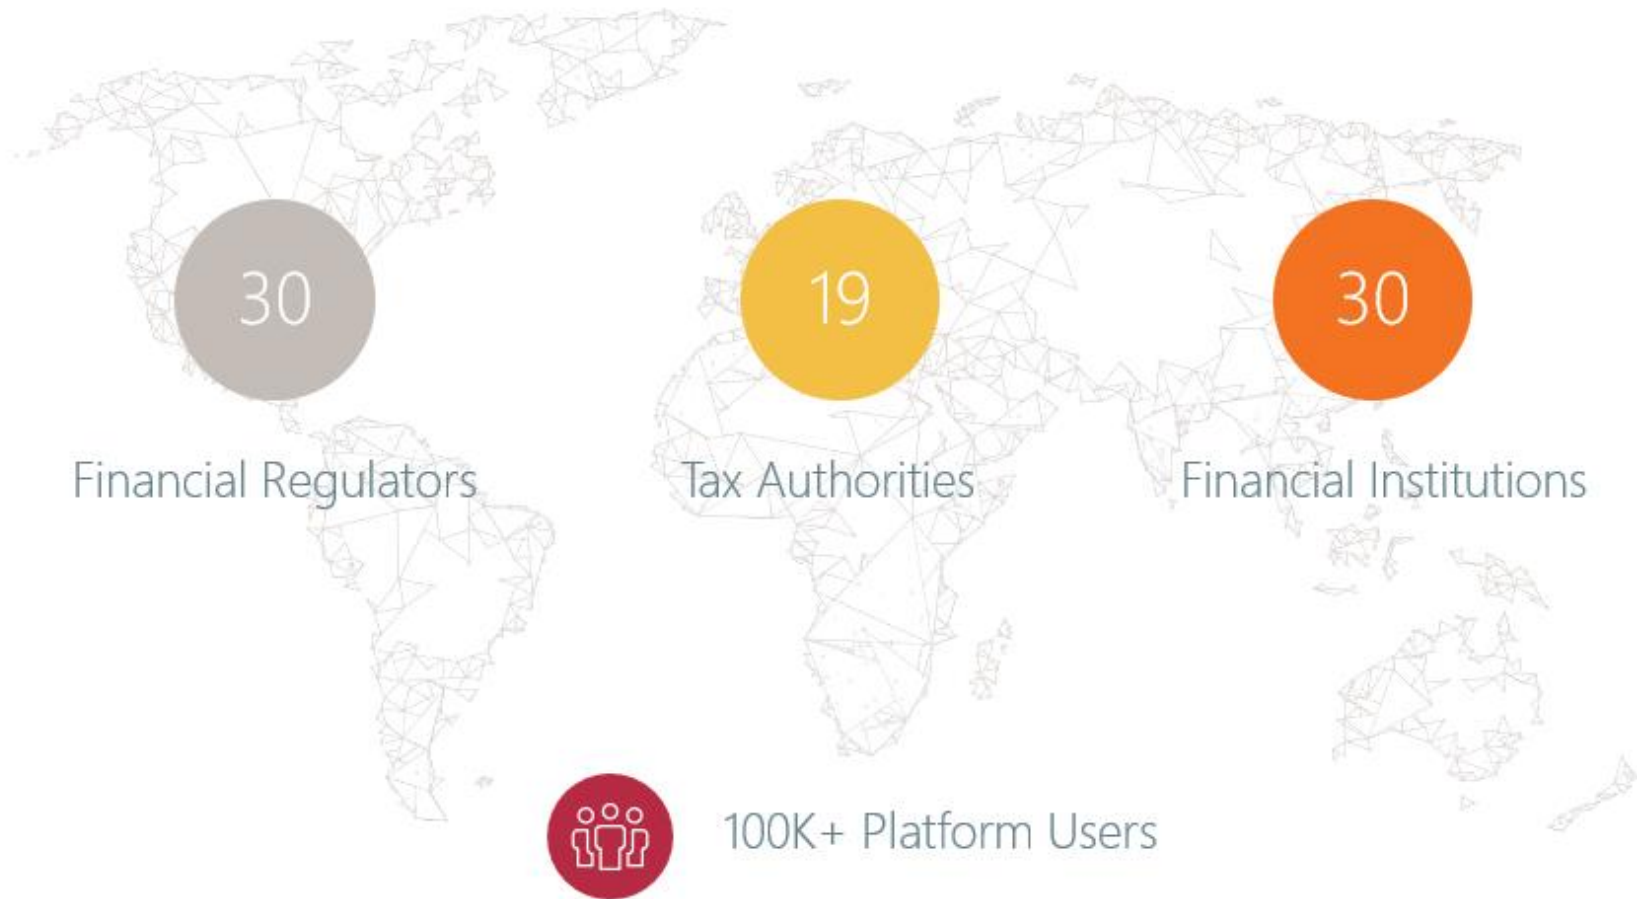 30
19
30
Financial Regulators
Tax Authorities
Financial Institutions
100K+ Platform Users